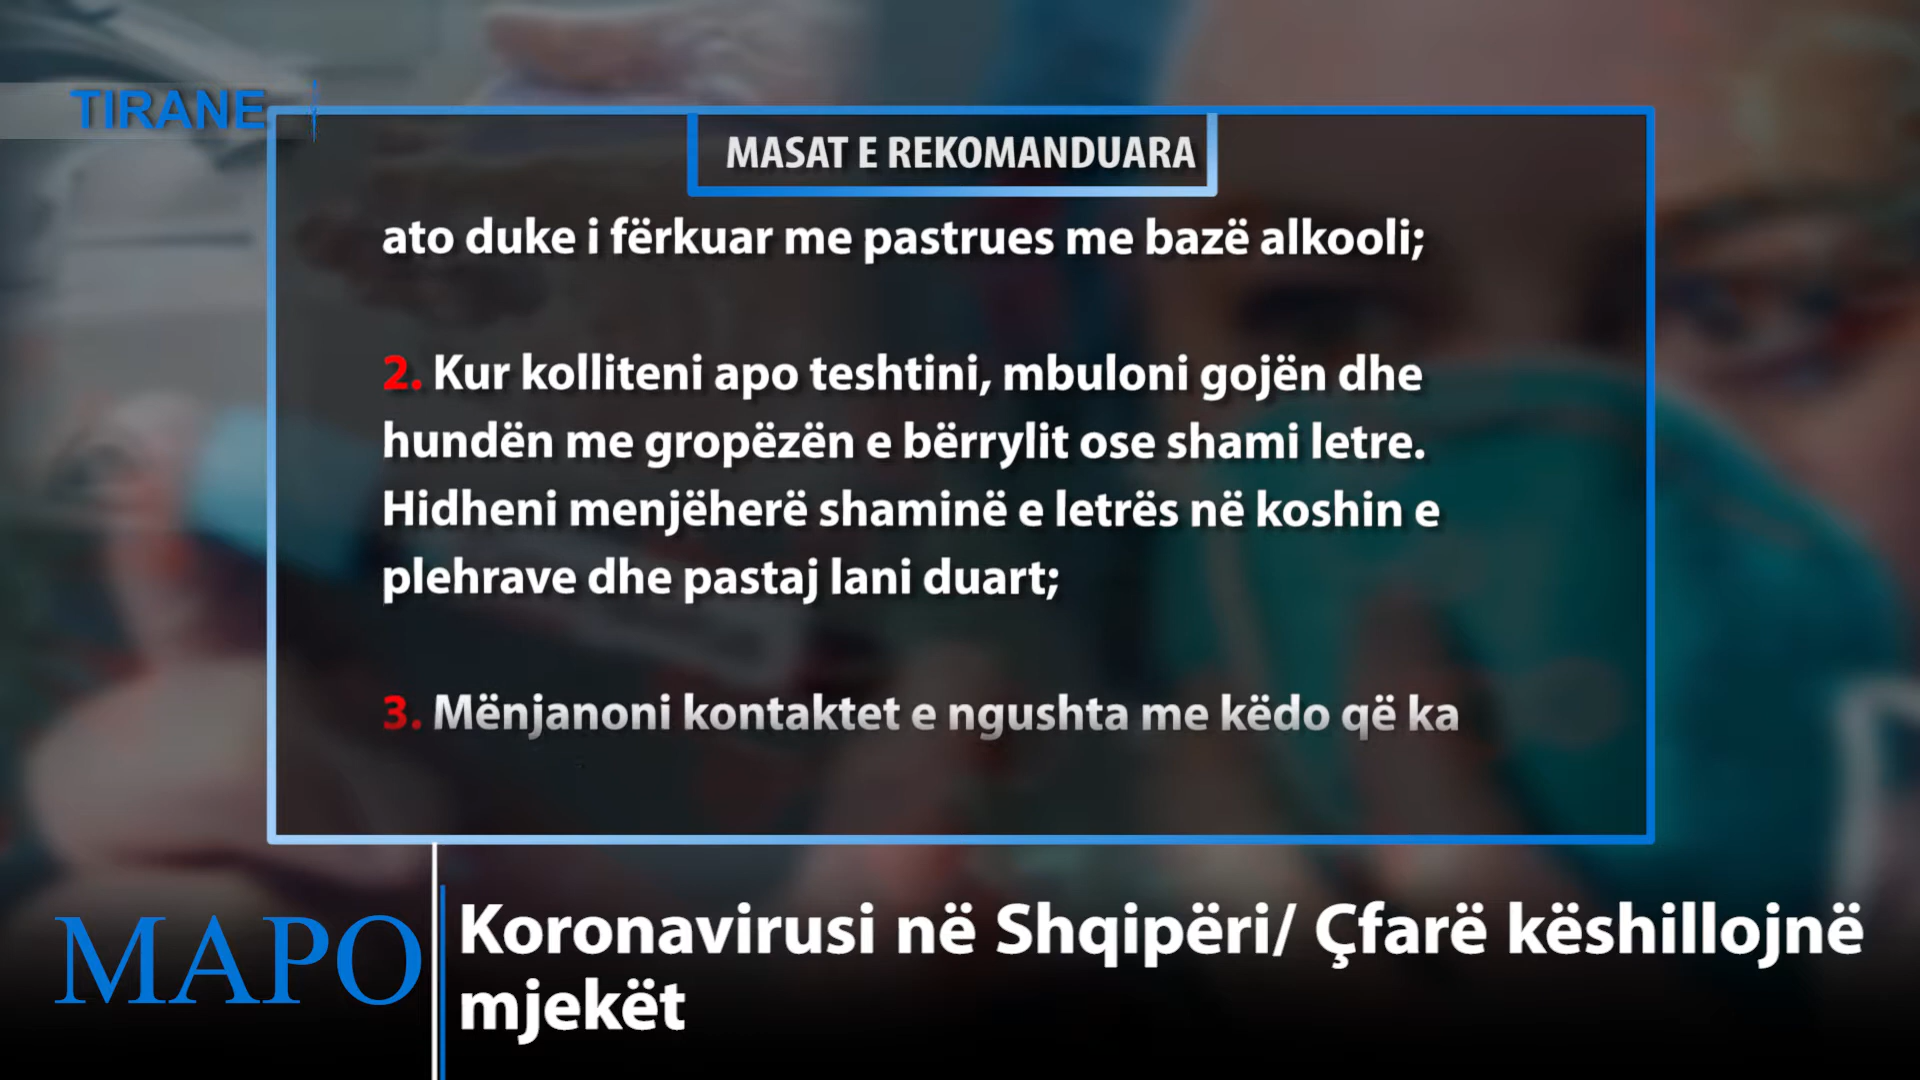 TIRANE
MASAT E REKOMANDUARA
ato duke i fërkuar me pastrues me bazë alkooli;
2. Kur kolliteni apo teshtini, mbuloni gojën dhe
hundën me gropëzën e bërrylit ose shami letre.
Hidheni menjëherë shaminë e letrës në koshin e
plehrave dhe pastaj lani duart;
3. Mënjanoni kontaktet e ngushta me këdo që ka
MAPO
Koronavirusi në Shqipëri/ Çfarë këshillojnë
mjekët